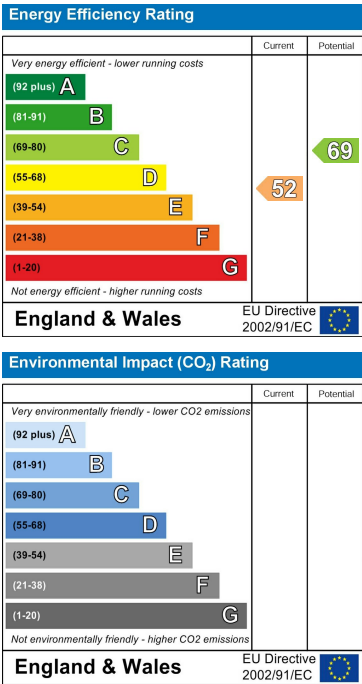 Energy Efficiency Rating
Current Potential
Very energy efficient - lower running costs
(92 plus) A
(81-91) B
(69-80) C
69
(55-68) D
52
(39-54) E
(21-38) F
(1-20) G
Not energy efficient - higher running costs
England & Wales
EU Directive
2002/91/EC
Environmental Impact (CO₂) Rating
Current Potential
Very environmentally friendly - lower CO2 emissions
(92 plus) A
(81-91) B
(69-80) C
(55-68) D
(39-54) E
(21-38) F
(1-20) G
Not environmentally friendly - higher CO2 emissions
England & Wales
EU Directive
2002/91/EC